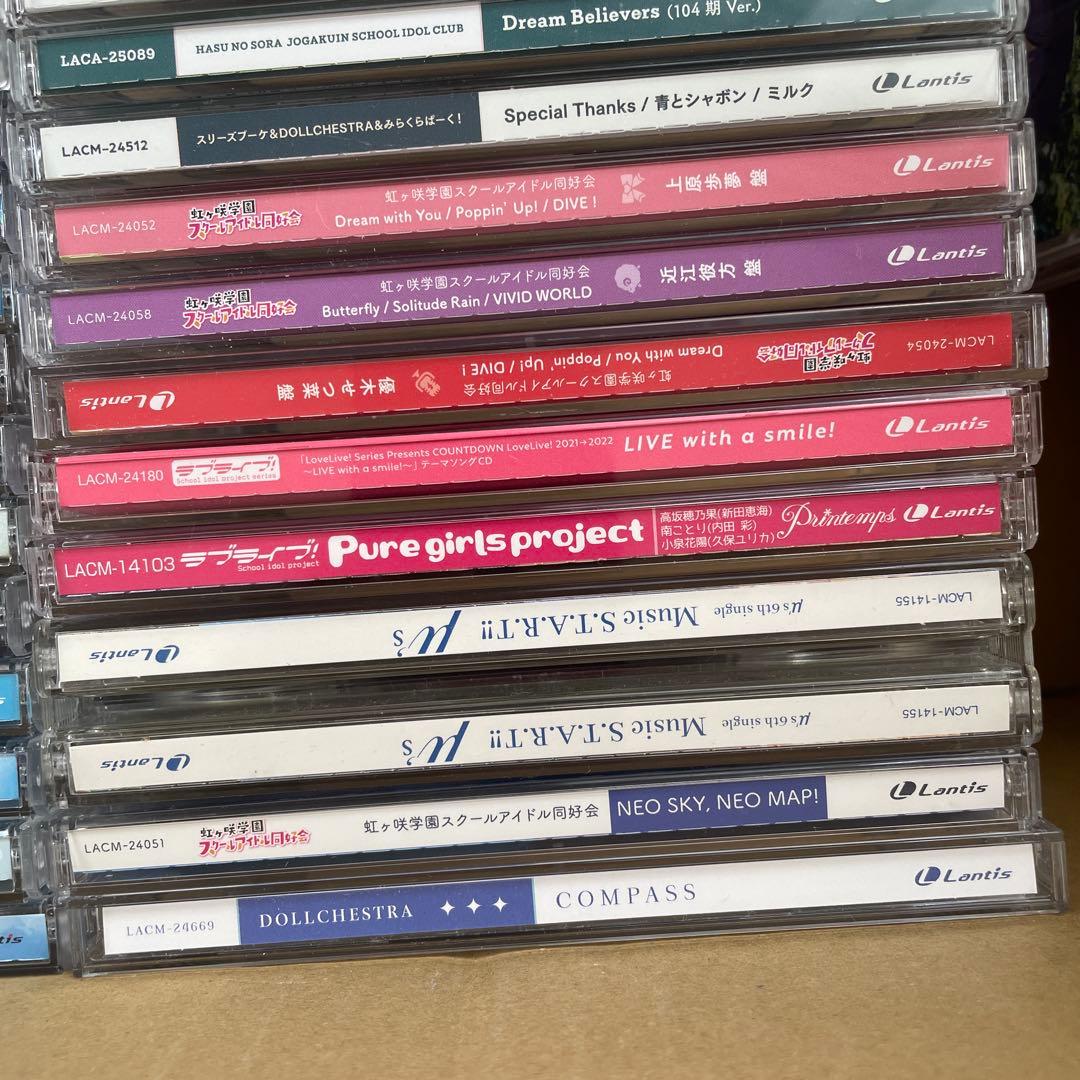 LACA-25089 HASU NO SORA JOGAKUIN SCHOOL IDOL CLUB Dream Believers (104期 Ver.)
LACM-24512 スリーズブーケ&DOLLCHESTRA&みらくらぱーく! Special Thanks / 青とシャボン / ミルク Lantis
LACM-24052 虹ヶ咲学園 スクールアイドル同好会 虹ヶ咲学園スクールアイドル同好会 Dream with You / Poppin' Up! / DIVE! 上原歩夢 盤 Lantis
LACM-24058 虹ヶ咲学園 スクールアイドル同好会 虹ヶ咲学園スクールアイドル同好会 Butterfly / Solitude Rain / VIVID WORLD 近江彼方 盤 Lantis
LACM-24054 虹ヶ咲学園 スクールアイドル同好会 虹ヶ咲学園スクールアイドル同好会 Dream with You / Poppin' Up! / DIVE! 優木せつ菜 盤 Lantis
LACM-24180 ラブライブ! School idol project series 「LoveLive! Series Presents COUNTDOWN LoveLive! 2021→2022
～LIVE with a smile!～」テーマソングCD LIVE with a smile! Lantis
LACM-14103 ラブライブ! School idol project Pure girls project 高坂穂乃果(新田恵海)
南ことり(内田 彩)
小泉花陽(久保ユリカ) Printemps Lantis
LACM-14155 μ's 6th single Music S.T.A.R.T!! μ's Lantis
LACM-14155 μ's 6th single Music S.T.A.R.T!! μ's Lantis
LACM-24051 虹ヶ咲学園 スクールアイドル同好会 虹ヶ咲学園スクールアイドル同好会 NEO SKY, NEO MAP! Lantis
LACM-24669 DOLLCHESTRA COMPASS Lantis